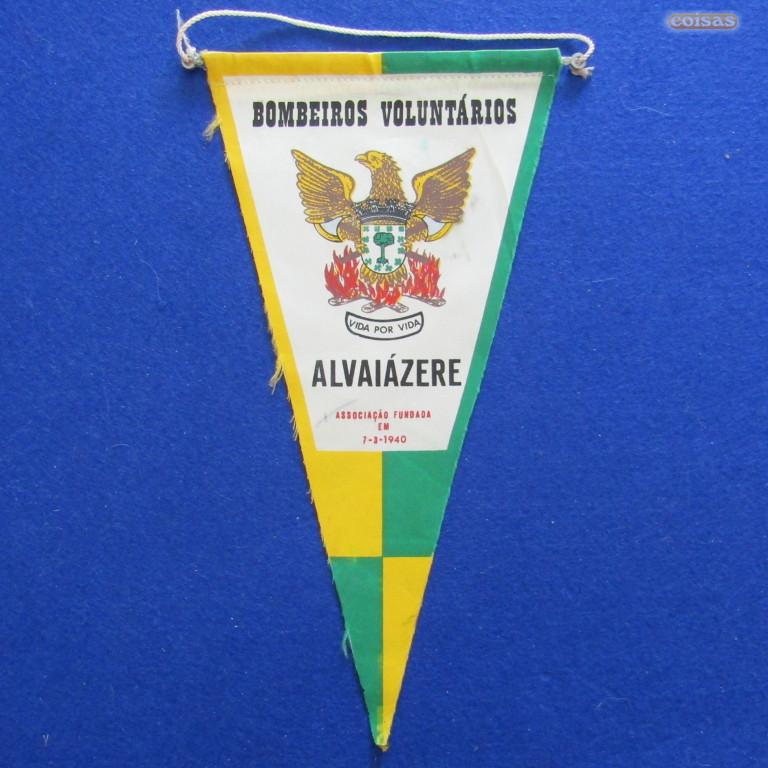 coisas
BOMBEIROS VOLUNTÁRIOS
VIDA POR VIDA
ALVAIÁZERE
ASSOCIAÇÃO FUNDADA
EM
7-3-1940